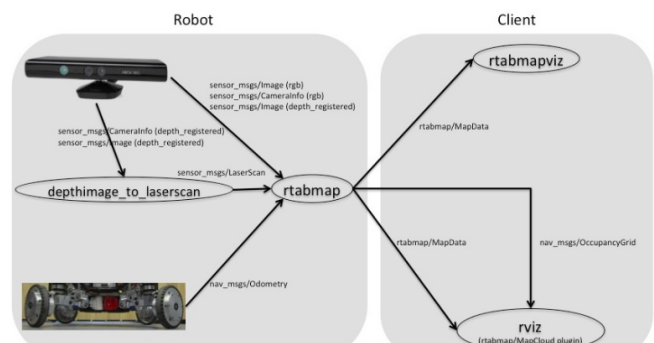 Robot
Client
rtabmapviz
sensor_msgs/Image (rgb)
sensor_msgs/CameraInfo (rgb)
sensor_msgs/Image (depth_registered)
rtabmap/MapData
sensor_msgs/CameraInfo (depth_registered)
sensor_msgs/Image (depth_registered)
sensor_msgs/LaserScan
depthimage_to_laserscan
rtabmap
rtabmap/MapData
nav_msgs/OccupancyGrid
nav_msgs/Odometry
rviz
(rtabmap/MapCloud plugin)